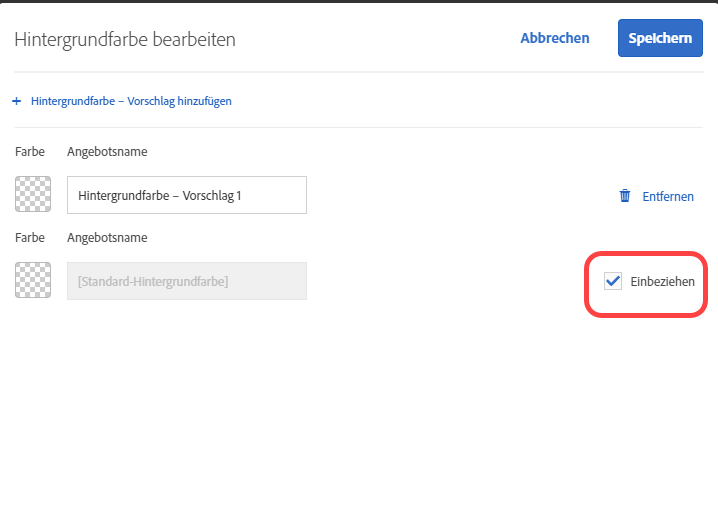 Hintergrundfarbe bearbeiten
Abbrechen
Speichern
+ Hintergrundfarbe – Vorschlag hinzufügen
Farbe Angebotsname
Hintergrundfarbe – Vorschlag 1
Entfernen
Farbe Angebotsname
[Standard-Hintergrundfarbe]
Einbeziehen